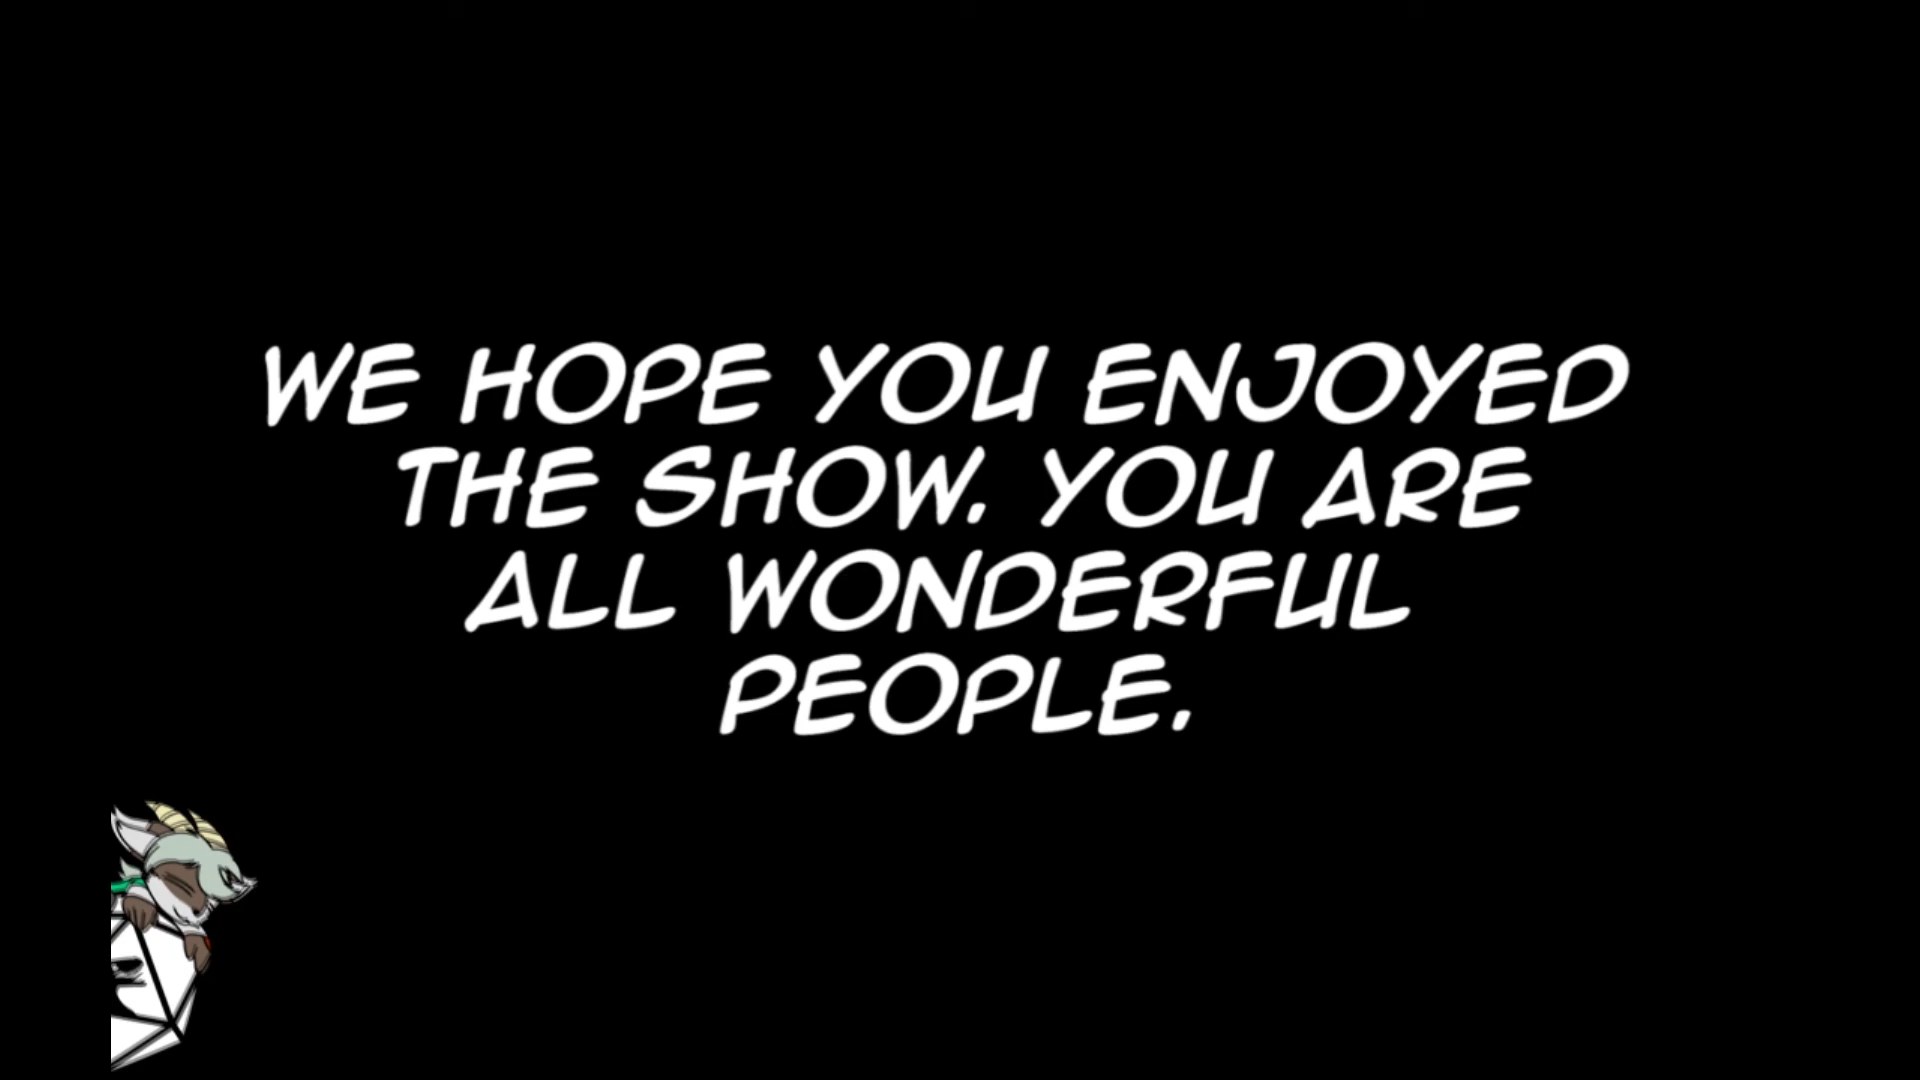 WE HOPE YOU ENJOYED
THE SHOW. YOU ARE
ALL WONDERFUL
PEOPLE.